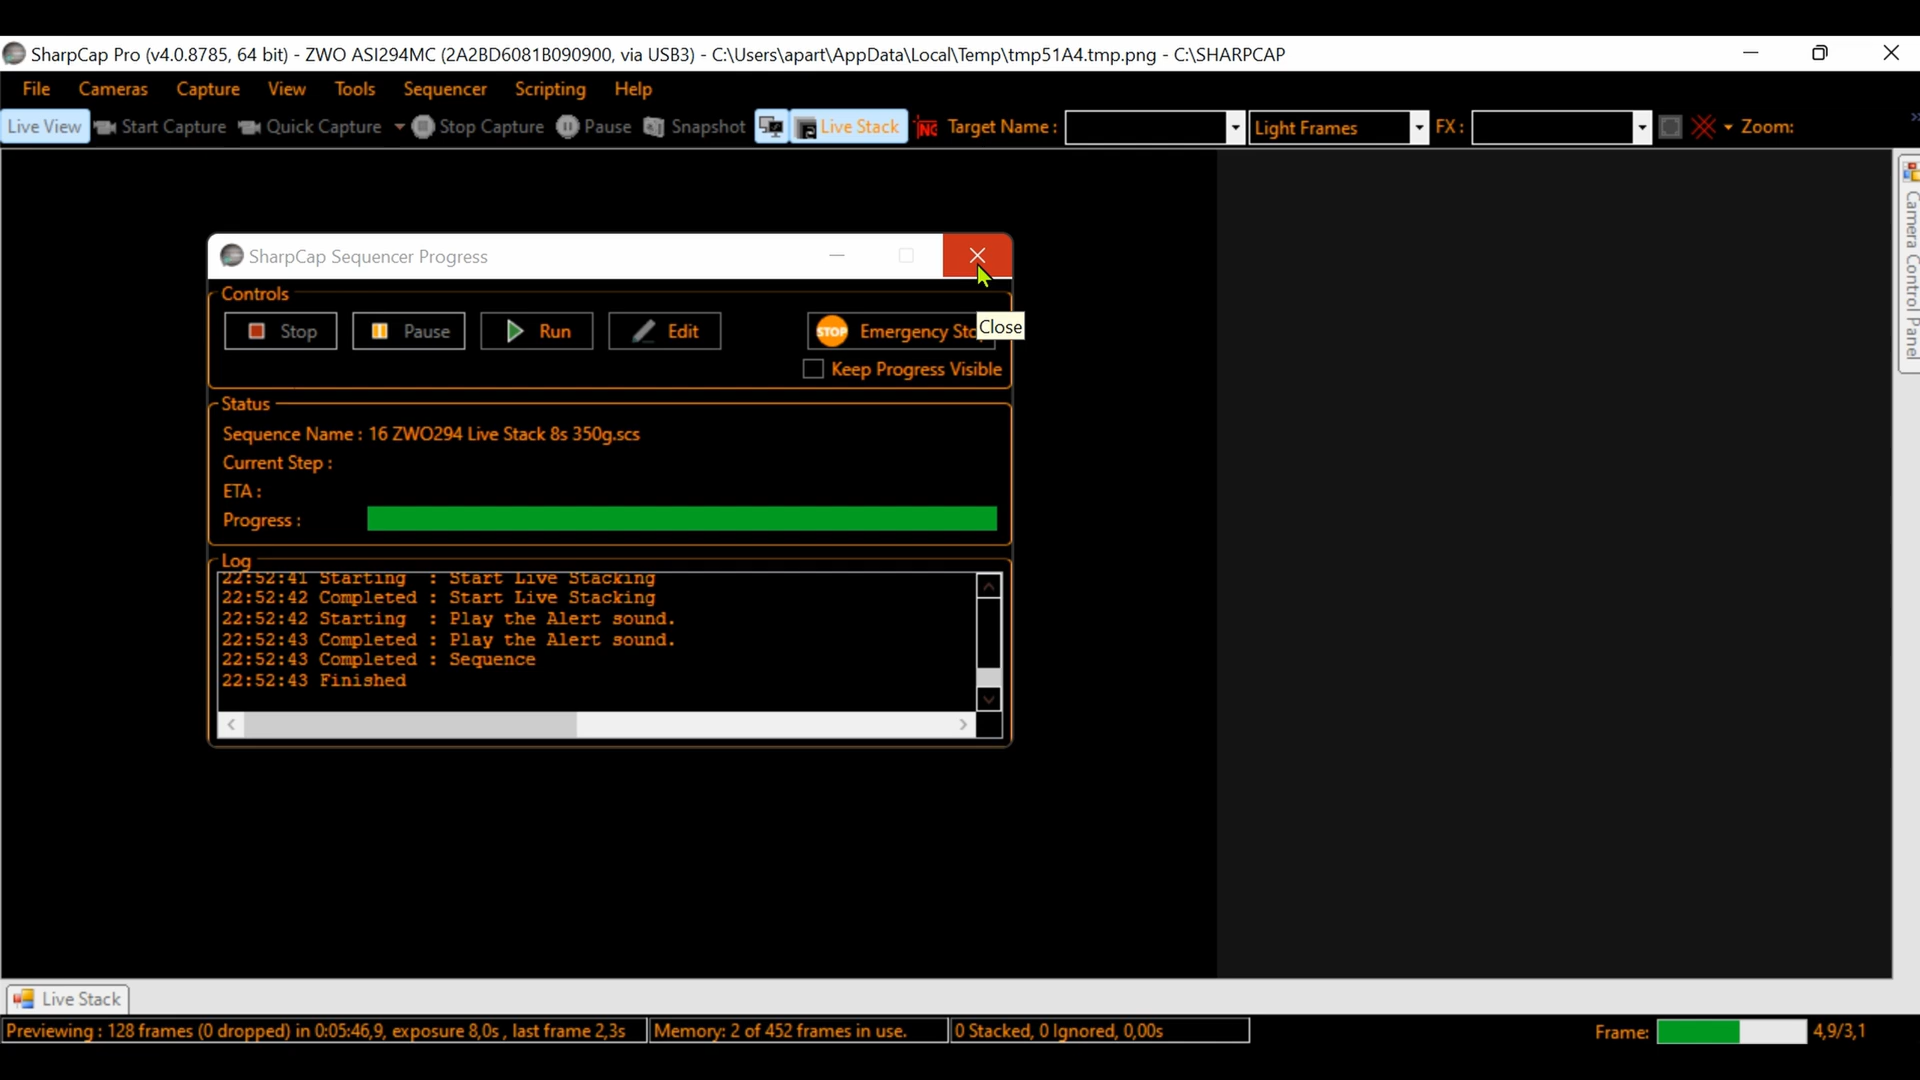 SharpCap Pro (v4.0.8785, 64 bit) - ZWO ASI294MC (2A2BD6081B090900, via USB3) - C:\Users\apart\AppData\Local\Temp\tmp51A4.tmp.png - C:\SHARPCAP
File Cameras Capture View Tools Sequencer Scripting Help
Live View Start Capture Quick Capture Stop Capture Pause Snapshot Live Stack NC Target Name : Light Frames FX : Zoom:
Camera Control Panel
SharpCap Sequencer Progress
Controls
Stop Pause Run Edit STOP Emergency Sto
Close
Keep Progress Visible
Status
Sequence Name : 16 ZWO294 Live Stack 8s 350g.scs
Current Step :
ETA :
Progress :
Log
22:52:41 Starting : Start Live Stacking
22:52:42 Completed : Start Live Stacking
22:52:42 Starting : Play the Alert sound.
22:52:43 Completed : Play the Alert sound.
22:52:43 Completed : Sequence
22:52:43 Finished
Live Stack
Previewing : 128 frames (0 dropped) in 0:05:46,9, exposure 8,0s , last frame 2,3s Memory: 2 of 452 frames in use. 0 Stacked, 0 Ignored, 0,00s Frame: 4,9/3,1